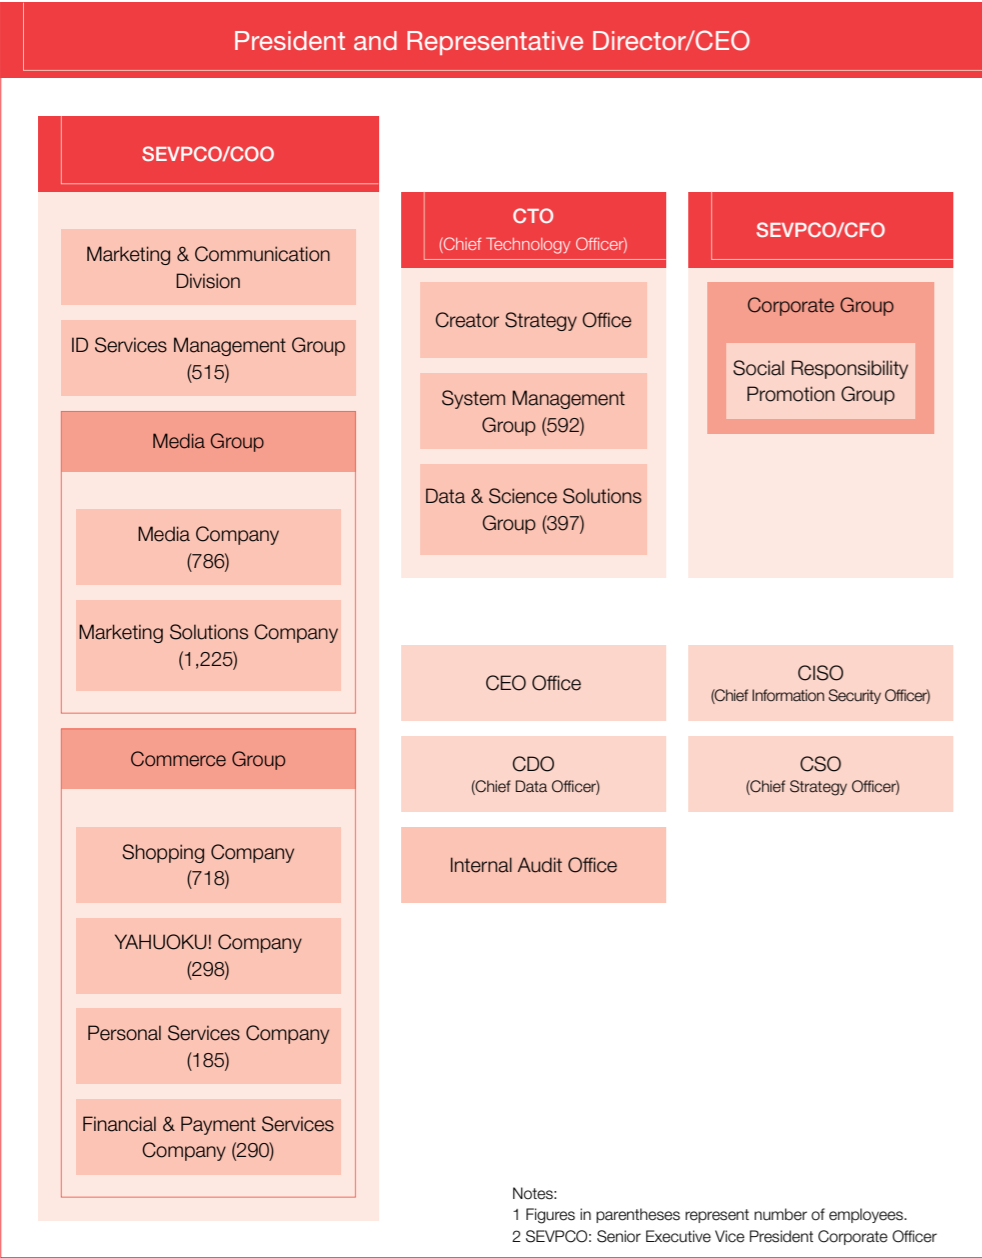 President and Representative Director/CEO
SEVPCO/COO
Marketing & Communication
Division
ID Services Management Group
(515)
Media Group
Media Company
(786)
Marketing Solutions Company
(1,225)
Commerce Group
Shopping Company
(718)
YAHUOKU! Company
(298)
Personal Services Company
(185)
Financial & Payment Services
Company (290)
CTO
(Chief Technology Officer)
Creator Strategy Office
System Management
Group (592)
Data & Science Solutions
Group (397)
SEVPCO/CFO
Corporate Group
Social Responsibility
Promotion Group
CEO Office
CISO
(Chief Information Security Officer)
CDO
(Chief Data Officer)
CSO
(Chief Strategy Officer)
Internal Audit Office
Notes:
1 Figures in parentheses represent number of employees.
2 SEVPCO: Senior Executive Vice President Corporate Officer